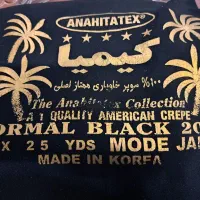 ANAHITATEX®
کیمیا
۱۰۰٪ سوپر خاویاری ممتاز اصلی
The Anahitatex Collection
A 1 QUALITY AMERICAN CREPE
ORMAL BLACK 20
X 25 YDS MODE JA
MADE IN KOREA